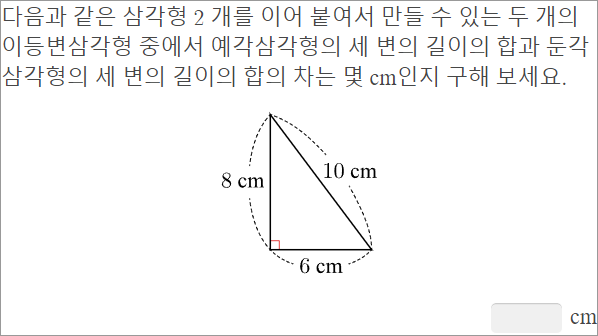 다음과 같은 삼각형 2 개를 이어 붙여서 만들 수 있는 두 개의
이등변삼각형 중에서 예각삼각형의 세 변의 길이의 합과 둔각
삼각형의 세 변의 길이의 합의 차는 몇 cm인지 구해 보세요.
8 cm
10 cm
6 cm
cm